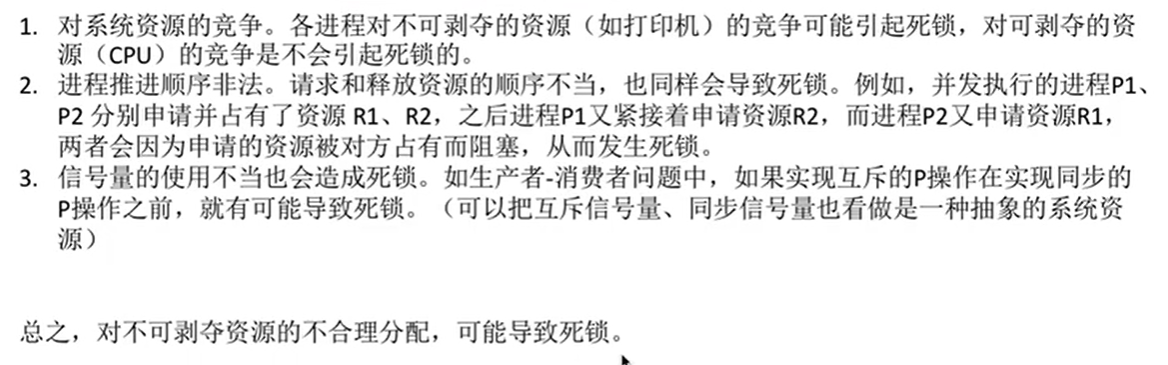 1. 对系统资源的竞争。各进程对不可剥夺的资源（如打印机）的竞争可能引起死锁，对可剥夺的资
源（CPU）的竞争是不会引起死锁的。
2. 进程推进顺序非法。请求和释放资源的顺序不当，也同样会导致死锁。例如，并发执行的进程P1、
P2 分别申请并占有了资源 R1、R2，之后进程P1又紧接着申请资源R2，而进程P2又申请资源R1，
两者会因为申请的资源被对方占有而阻塞，从而发生死锁。
3. 信号量的使用不当也会造成死锁。如生产者-消费者问题中，如果实现互斥的P操作在实现同步的
P操作之前，就有可能导致死锁。（可以把互斥信号量、同步信号量也看做是一种抽象的系统资
源）
总之，对不可剥夺资源的不合理分配，可能导致死锁。